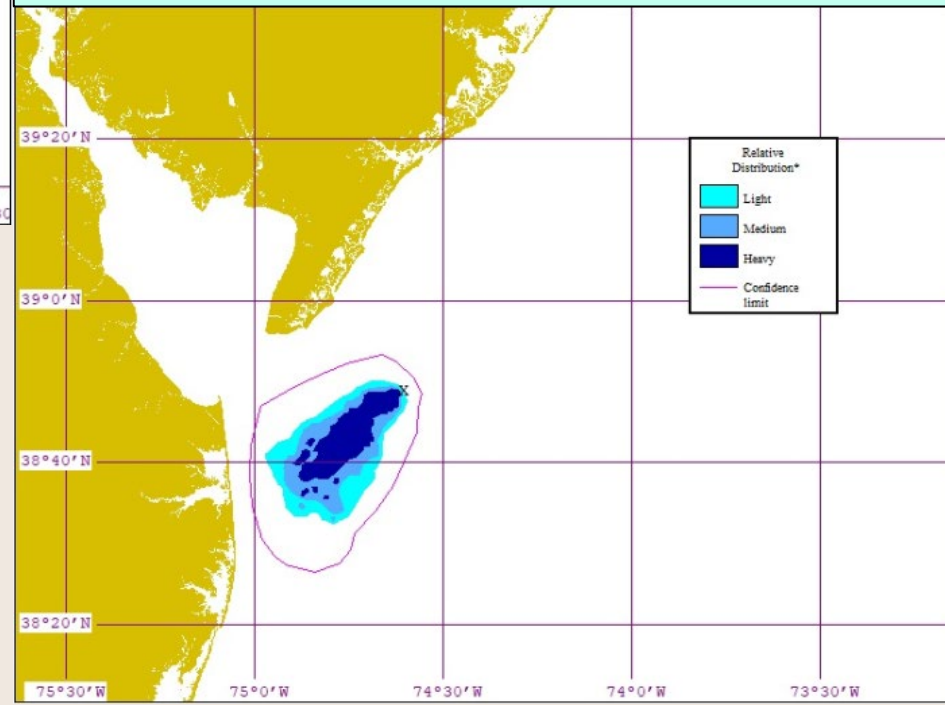 39°20'N
Relative
Distribution*
Light
Medium
Heavy
Confidence
limit
39°0'N
X
38°40'N
38°20'N
75°30'W
75°0'W
74°30'W
74°0'W
73°30'W